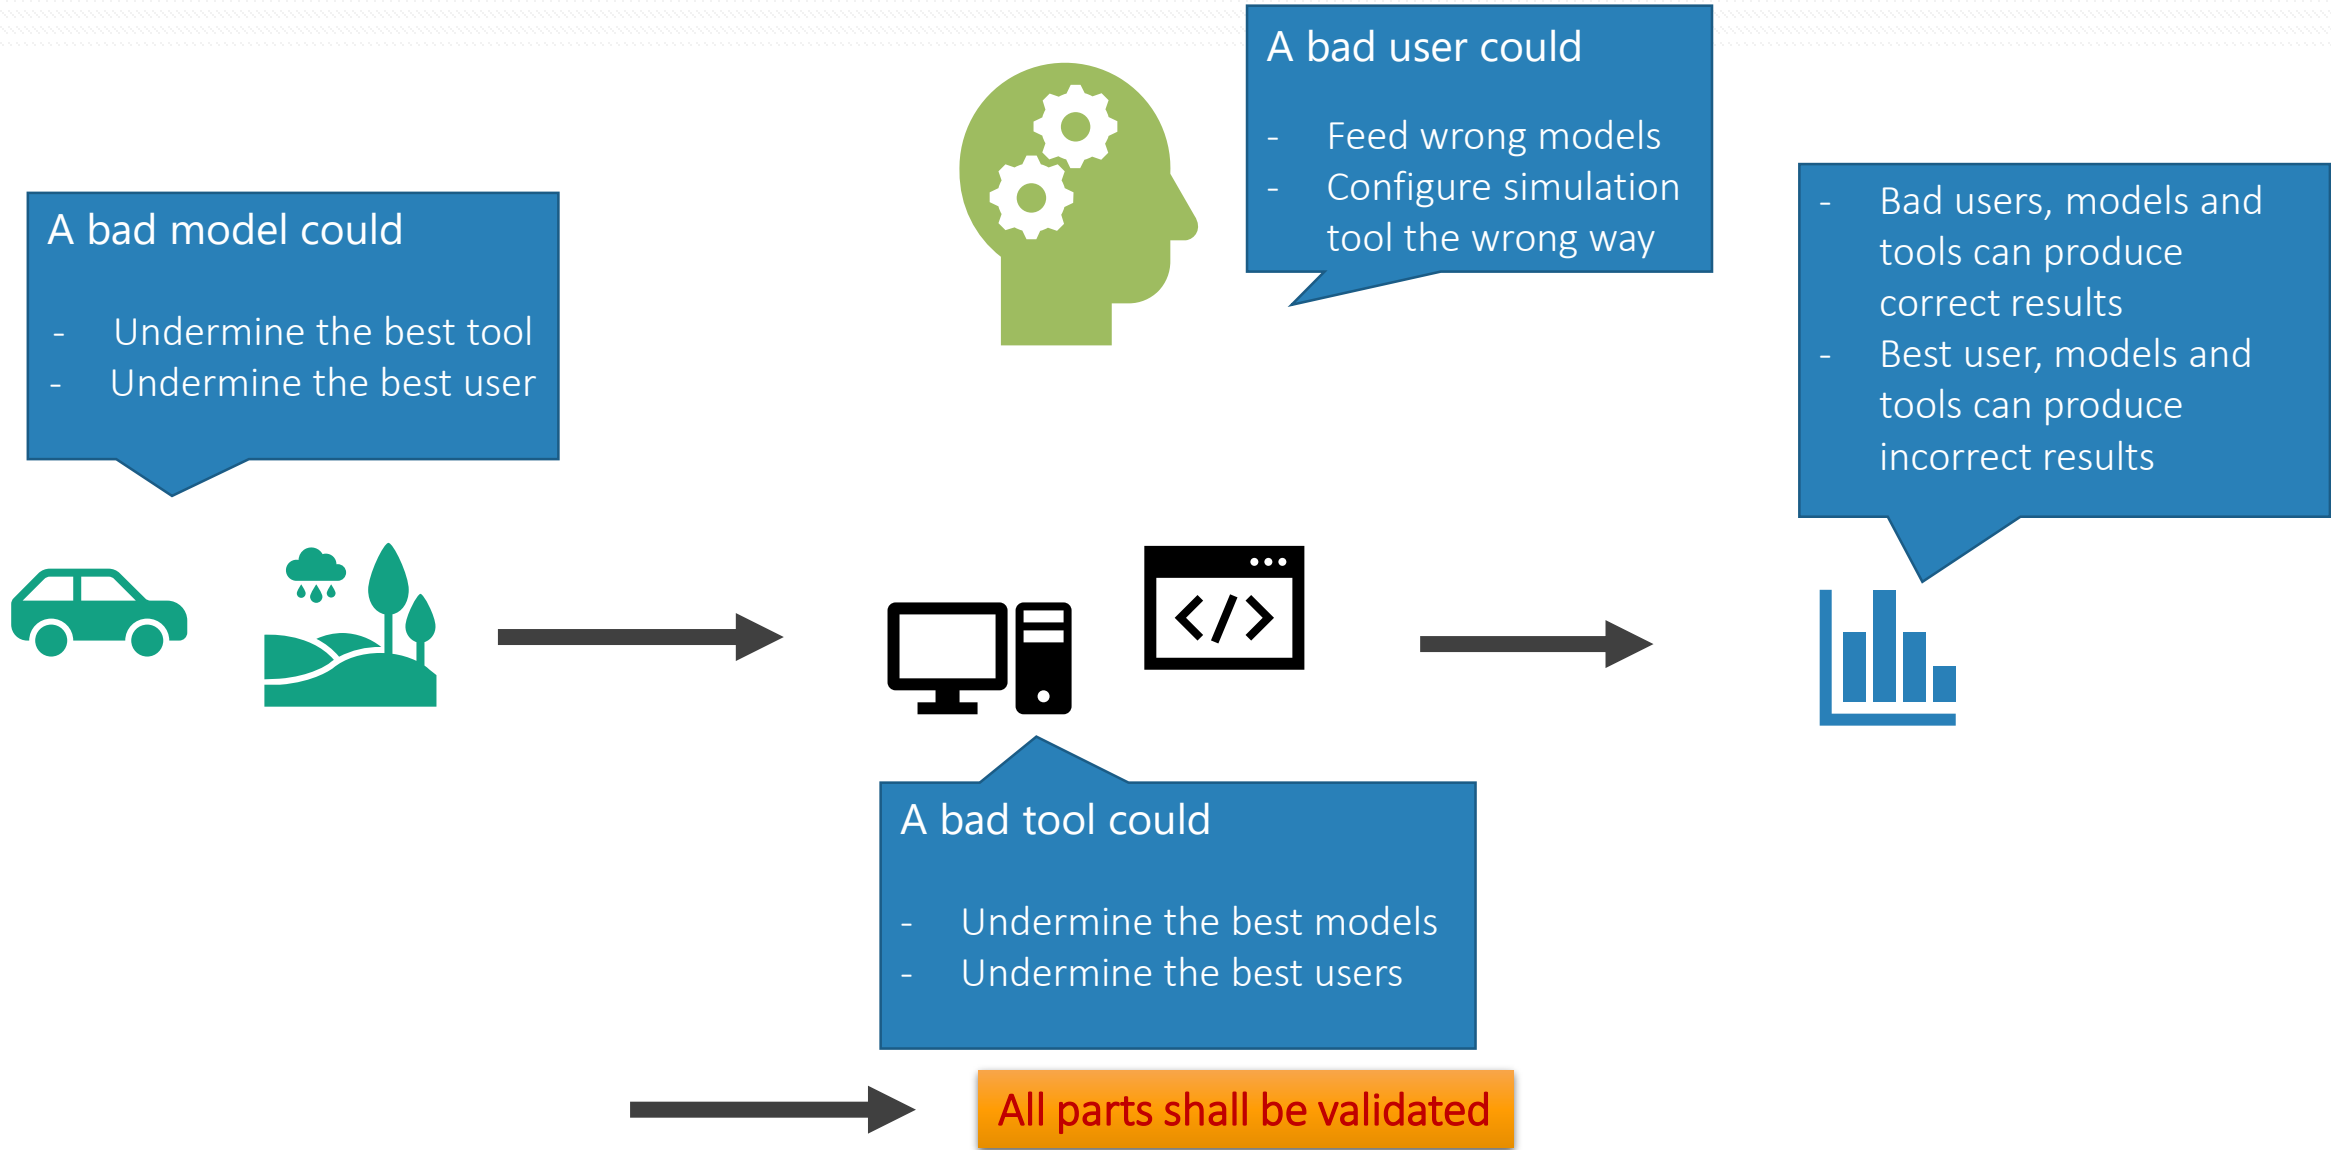 A bad model could
- Undermine the best tool
- Undermine the best user
A bad user could
- Feed wrong models
- Configure simulation
tool the wrong way
- Bad users, models and
tools can produce
correct results
- Best user, models and
tools can produce
incorrect results
</>
A bad tool could
- Undermine the best models
- Undermine the best users
All parts shall be validated